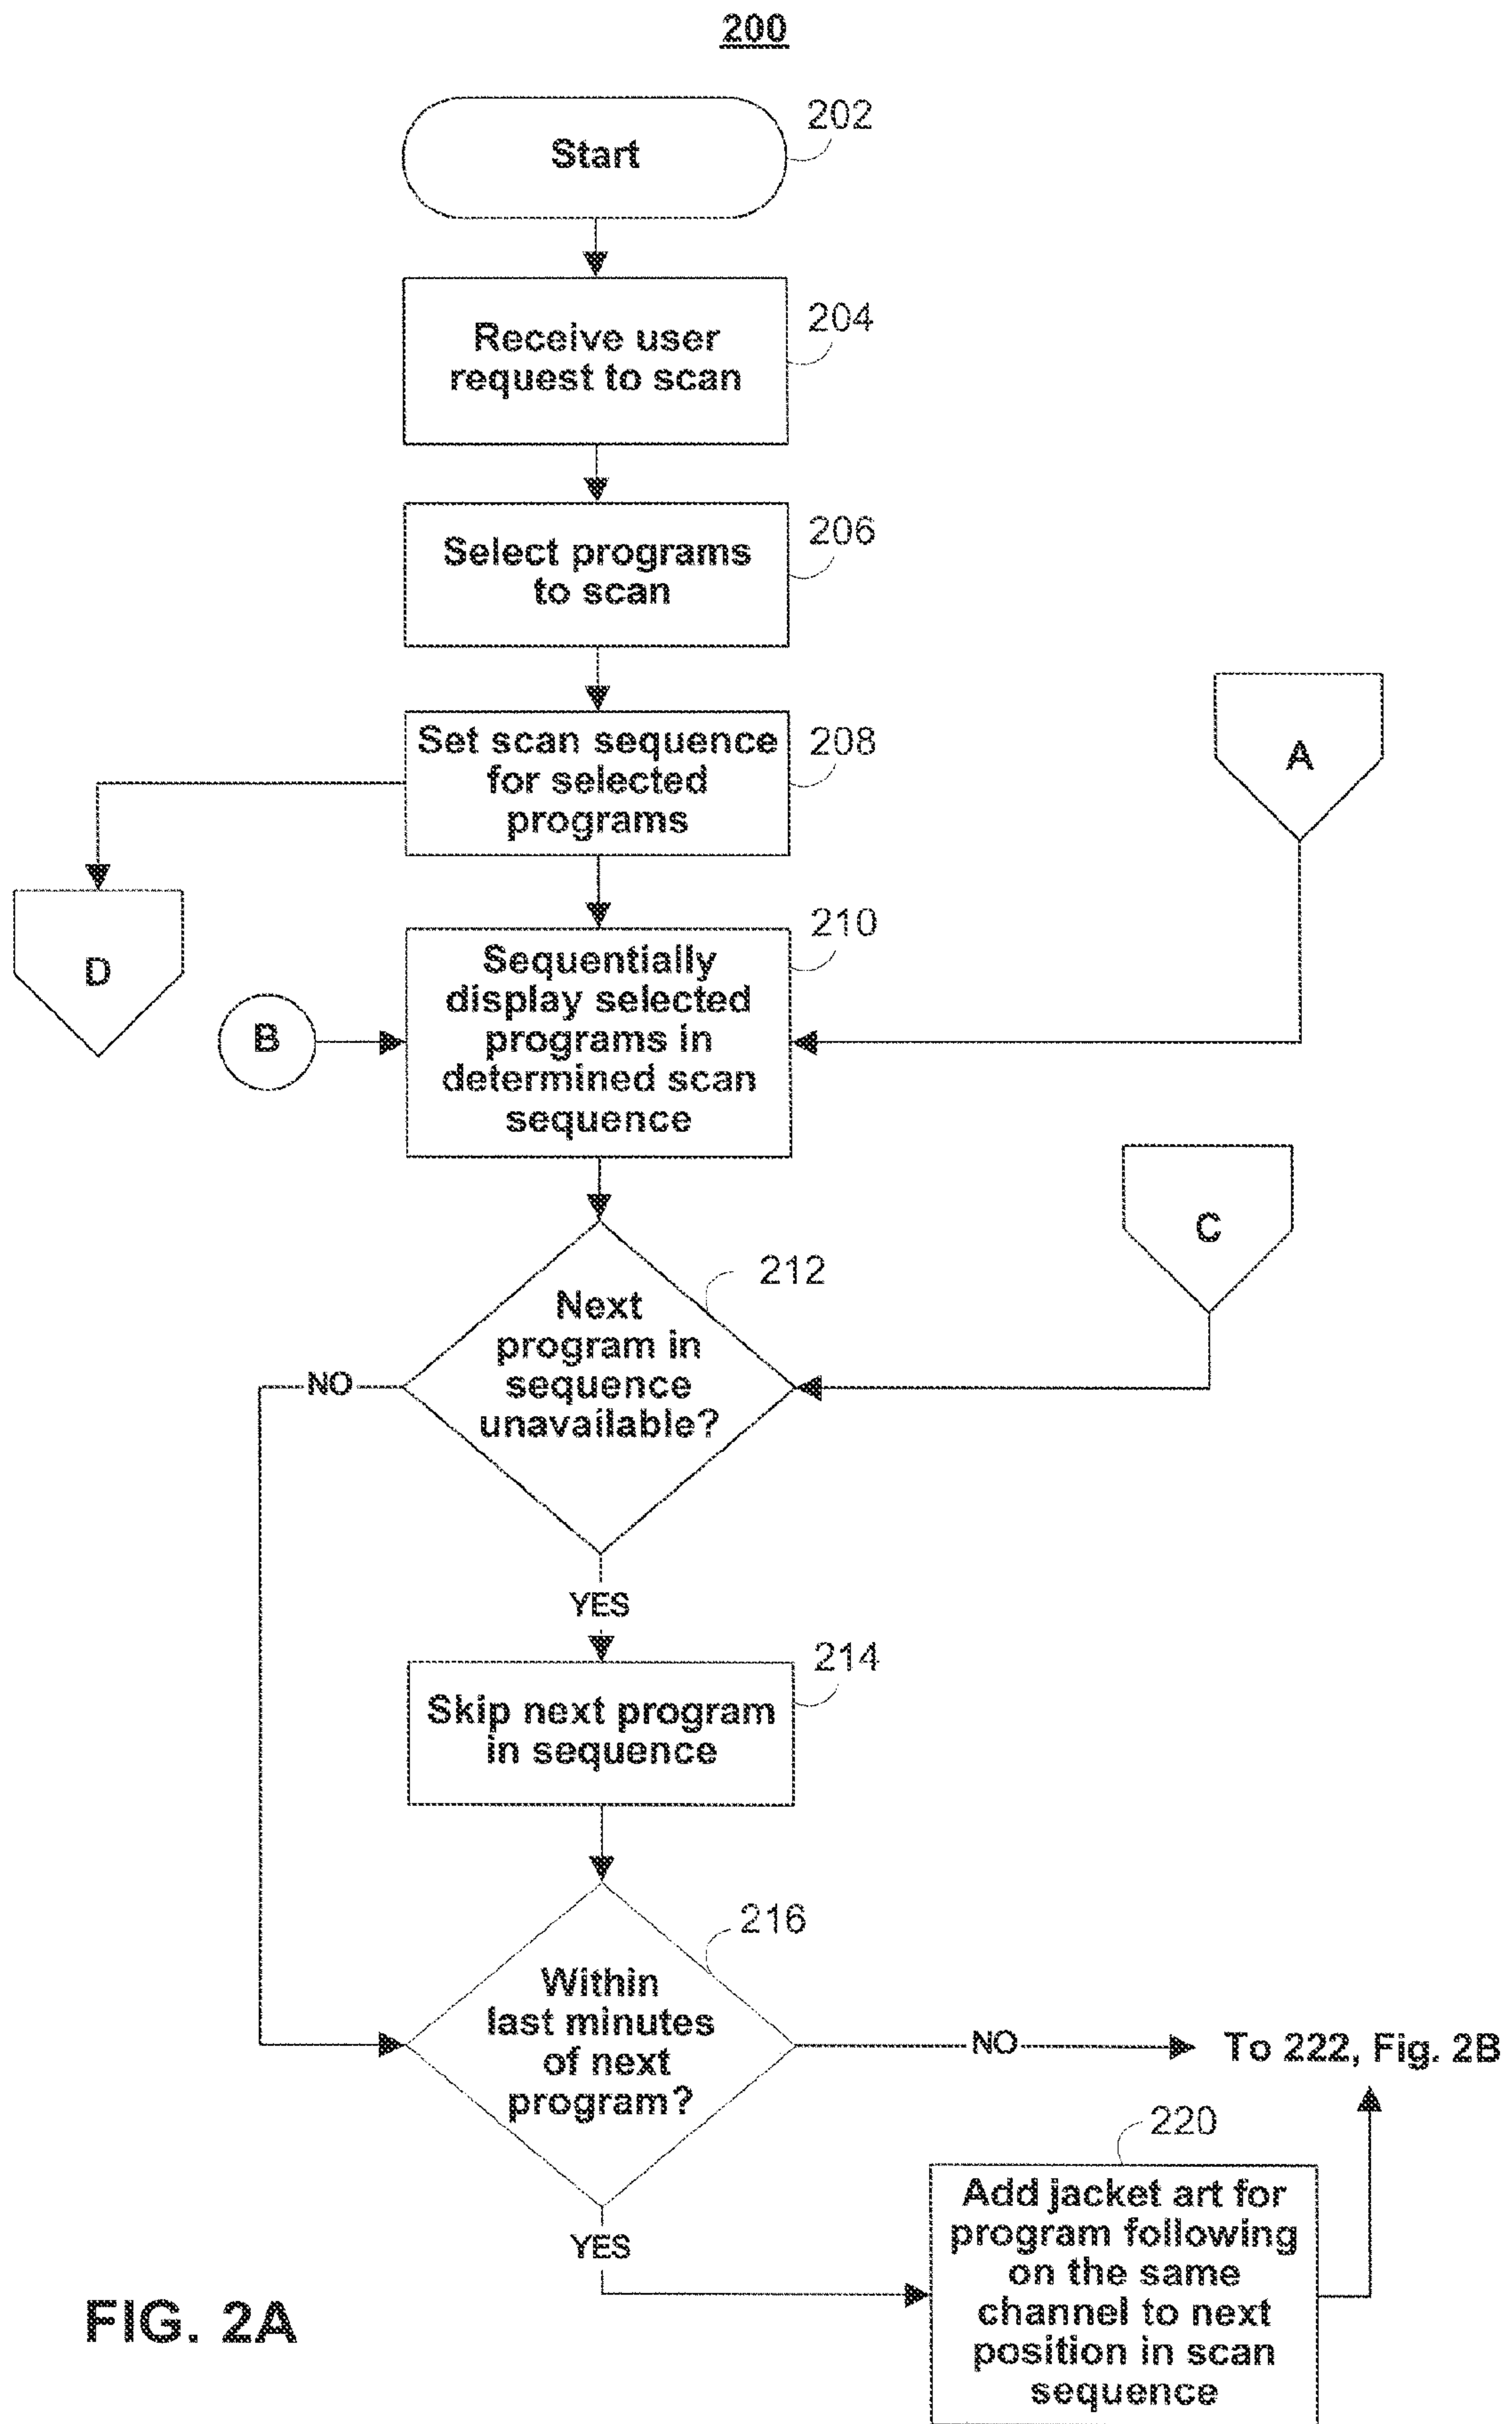 200
Start
202
Receive user
request to scan
204
Select programs
to scan
206
Set scan sequence
for selected
programs
208
A
D
B
Sequentially
display selected
programs in
determined scan
sequence
210
C
Next
program in
sequence
unavailable?
212
NO
YES
Skip next program
in sequence
214
Within
last minutes
of next
program?
216
NO
To 222, Fig. 2B
YES
220
Add jacket art for
program following
on the same
channel to next
position in scan
sequence
FIG. 2A